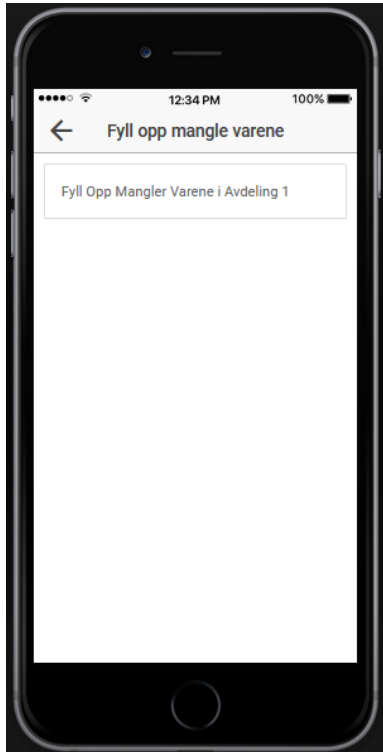 12:34 PM 100%
Fyll opp mangle varene
Fyll Opp Mangler Varene i Avdeling 1